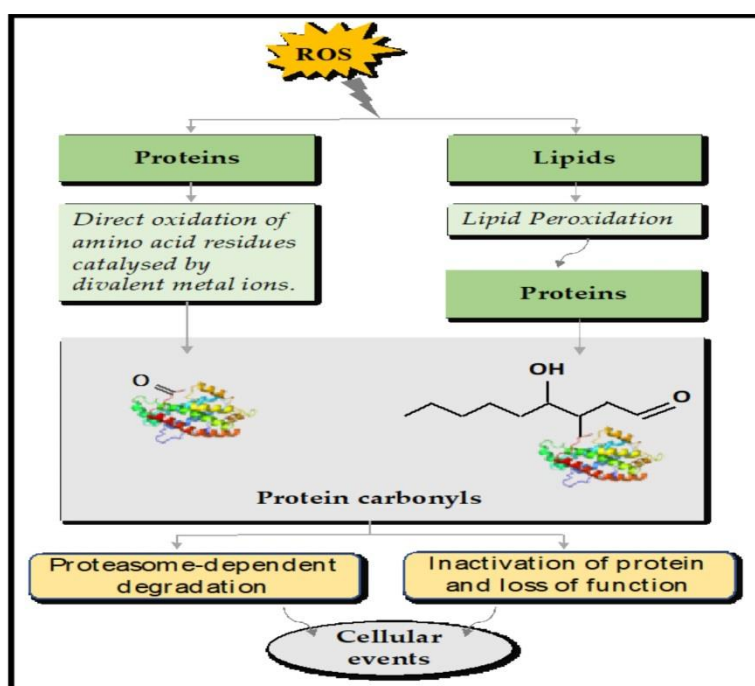 ROS
Proteins
Lipids
Direct oxidation of
amino acid residues
catalysed by
divalent metal ions.
Lipid Peroxidation
Proteins
O
OH
O
Protein carbonyls
Proteasome-dependent
degradation
Inactivation of protein
and loss of function
Cellular
events